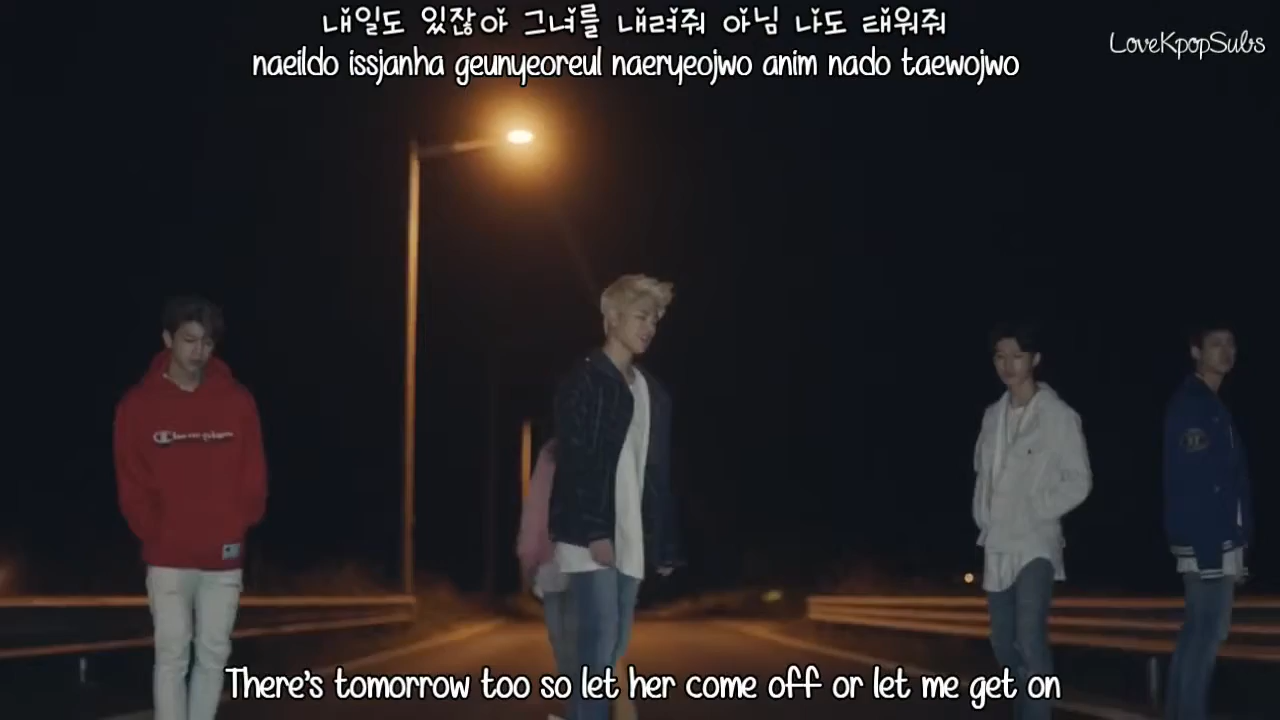 내일도 있잖아 그녀를 내려줘 아님 나도 태워줘
naeildo issjanha geunyeoreul naeryeojwo anim nado taewojwo
LoveKpopSubs
Champion
There's tomorrow too so let her come off or let me get on